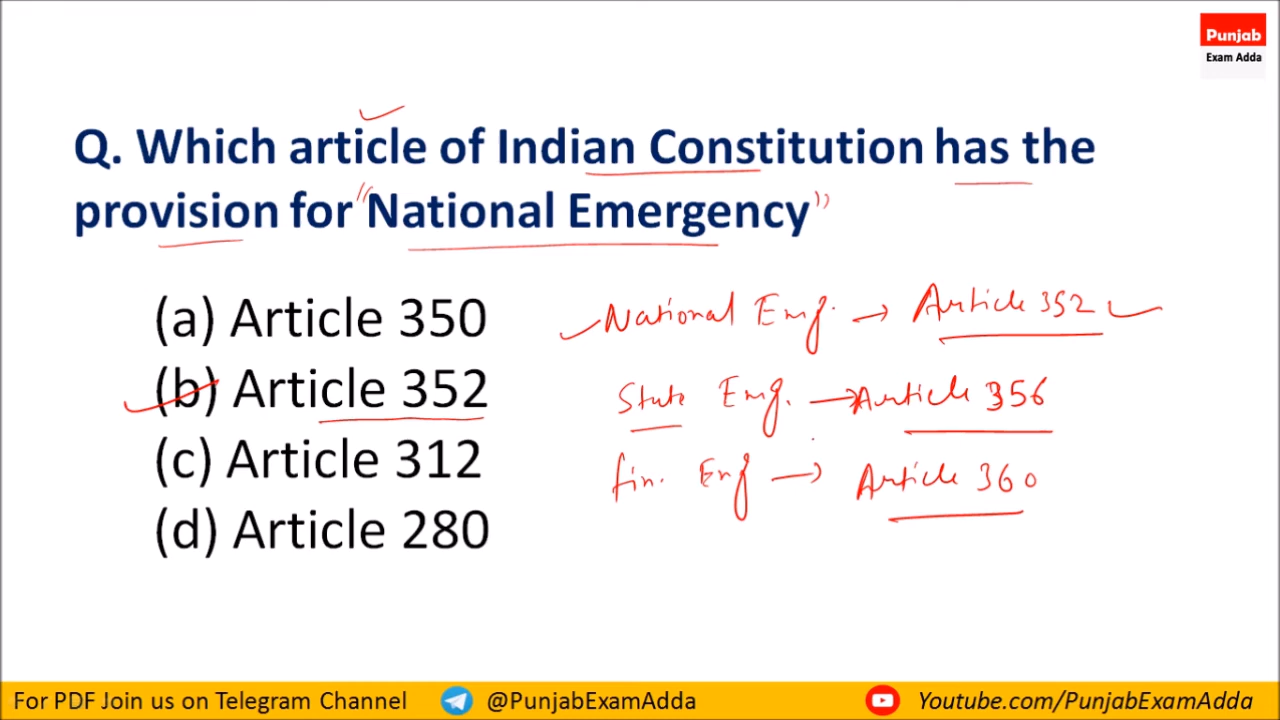 Punjab
Exam Adda
Q. Which article of Indian Constitution has the
provision for "National Emergency"
(a) Article 350
(b) Article 352
(c) Article 312
(d) Article 280
National Emg. → Article 352
State Emg. → Article 356
fin. Emg → Article 360
For PDF Join us on Telegram Channel @PunjabExamAdda Youtube.com/PunjabExamAdda